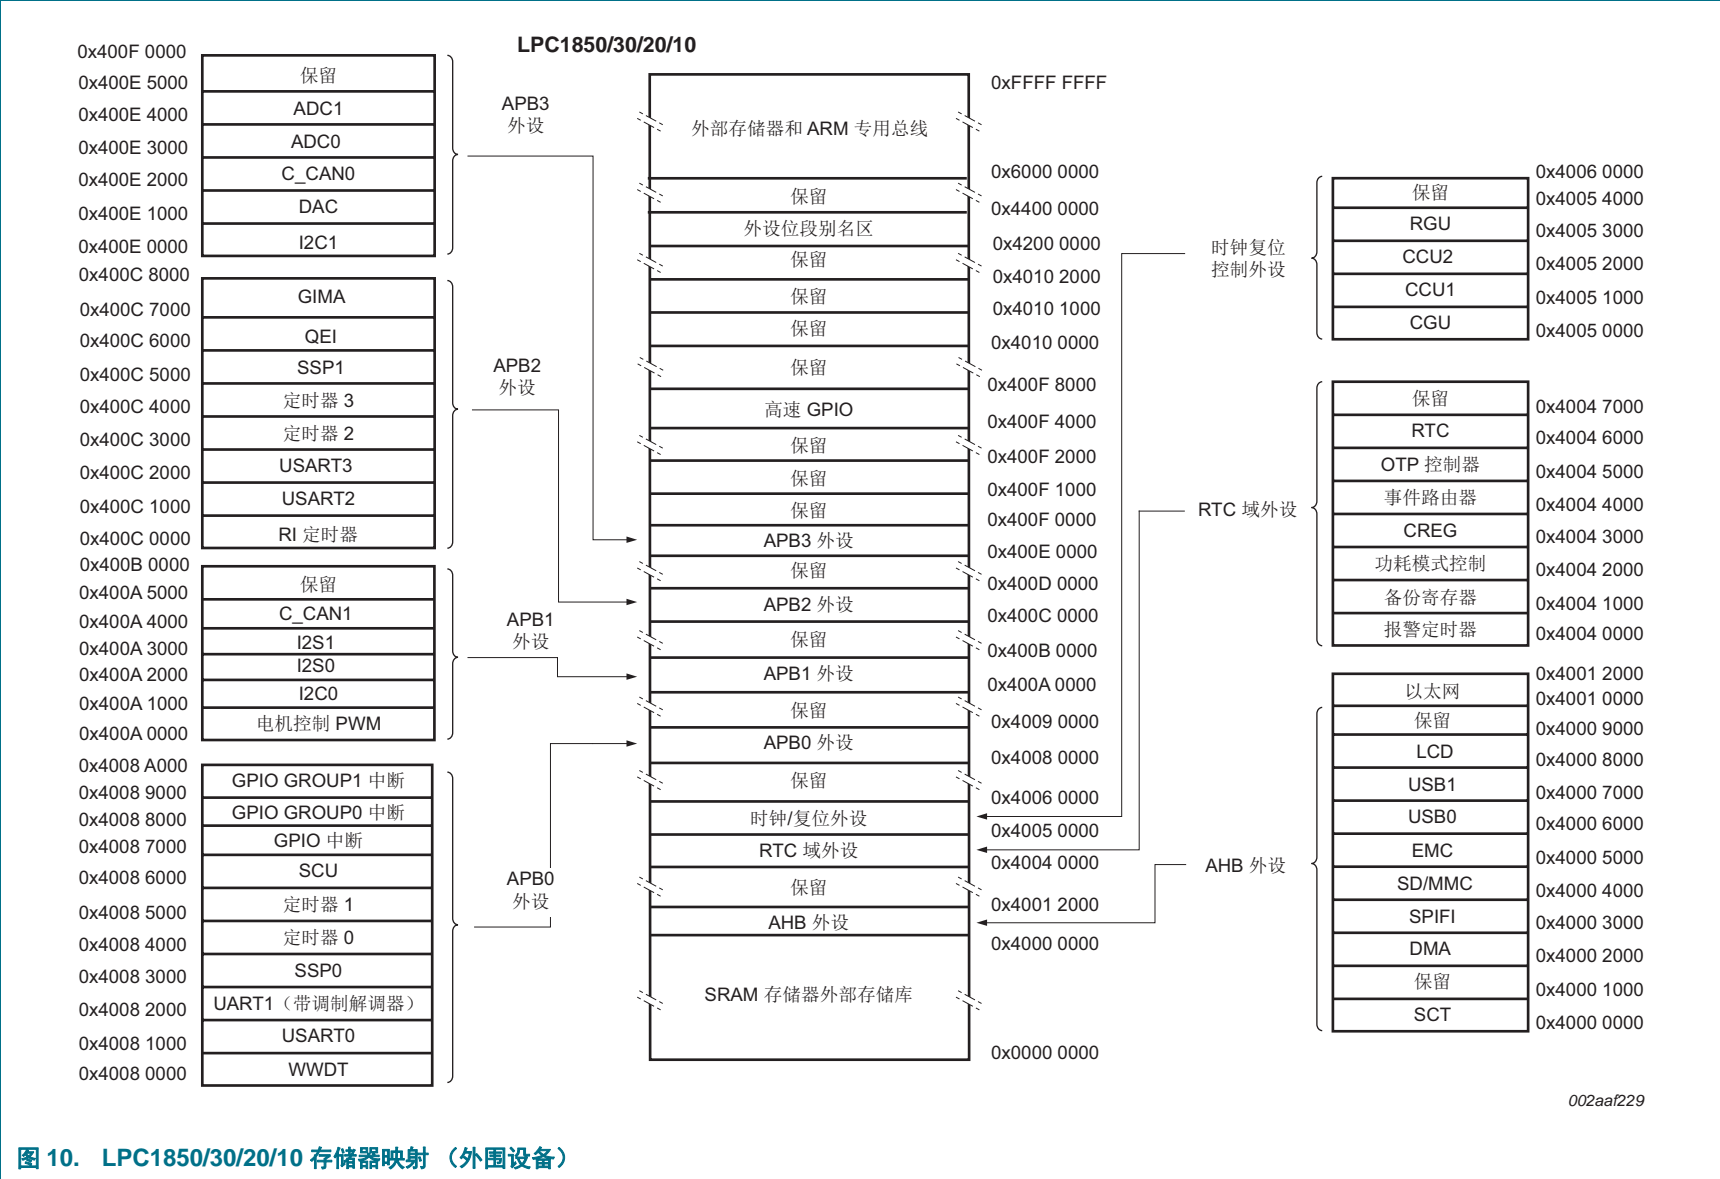 LPC1850/30/20/10
0x400F 0000
保留
0x400E 5000
ADC1
0x400E 4000
ADC0
0x400E 3000
C_CAN0
0x400E 2000
DAC
0x400E 1000
I2C1
0x400E 0000
APB3
外设
0x400C 8000
GIMA
0x400C 7000
QEI
0x400C 6000
SSP1
0x400C 5000
定时器 3
0x400C 4000
定时器 2
0x400C 3000
USART3
0x400C 2000
USART2
0x400C 1000
RI 定时器
0x400C 0000
APB2
外设
0x400B 0000
保留
0x400A 5000
C_CAN1
0x400A 4000
I2S1
0x400A 3000
I2S0
0x400A 2000
I2C0
0x400A 1000
电机控制 PWM
0x400A 0000
APB1
外设
0x4008 A000
GPIO GROUP1 中断
0x4008 9000
GPIO GROUP0 中断
0x4008 8000
GPIO 中断
0x4008 7000
SCU
0x4008 6000
定时器 1
0x4008 5000
定时器 0
0x4008 4000
SSP0
0x4008 3000
UART1（带调制解调器）
0x4008 2000
USART0
0x4008 1000
WWDT
0x4008 0000
APB0
外设
0xFFFF FFFF
外部存储器和 ARM 专用总线
0x6000 0000
保留
0x4400 0000
外设位段别名区
0x4200 0000
保留
0x4010 2000
保留
0x4010 1000
保留
0x4010 0000
保留
0x400F 8000
高速 GPIO
0x400F 4000
保留
0x400F 2000
保留
0x400F 1000
保留
0x400F 0000
APB3 外设
0x400E 0000
保留
0x400D 0000
APB2 外设
0x400C 0000
保留
0x400B 0000
APB1 外设
0x400A 0000
保留
0x4009 0000
APB0 外设
0x4008 0000
保留
0x4006 0000
时钟/复位外设
0x4005 0000
RTC 域外设
0x4004 0000
保留
0x4001 2000
AHB 外设
0x4000 0000
SRAM 存储器外部存储库
0x0000 0000
时钟复位
控制外设
0x4006 0000
保留
0x4005 4000
RGU
0x4005 3000
CCU2
0x4005 2000
CCU1
0x4005 1000
CGU
0x4005 0000
RTC 域外设
保留
0x4004 7000
RTC
0x4004 6000
OTP 控制器
0x4004 5000
事件路由器
0x4004 4000
CREG
0x4004 3000
功耗模式控制
0x4004 2000
备份寄存器
0x4004 1000
报警定时器
0x4004 0000
AHB 外设
0x4001 2000
以太网
0x4001 0000
保留
0x4000 9000
LCD
0x4000 8000
USB1
0x4000 7000
USB0
0x4000 6000
EMC
0x4000 5000
SD/MMC
0x4000 4000
SPIFI
0x4000 3000
DMA
0x4000 2000
保留
0x4000 1000
SCT
0x4000 0000
002aaf229
图 10. LPC1850/30/20/10 存储器映射 （外围设备）